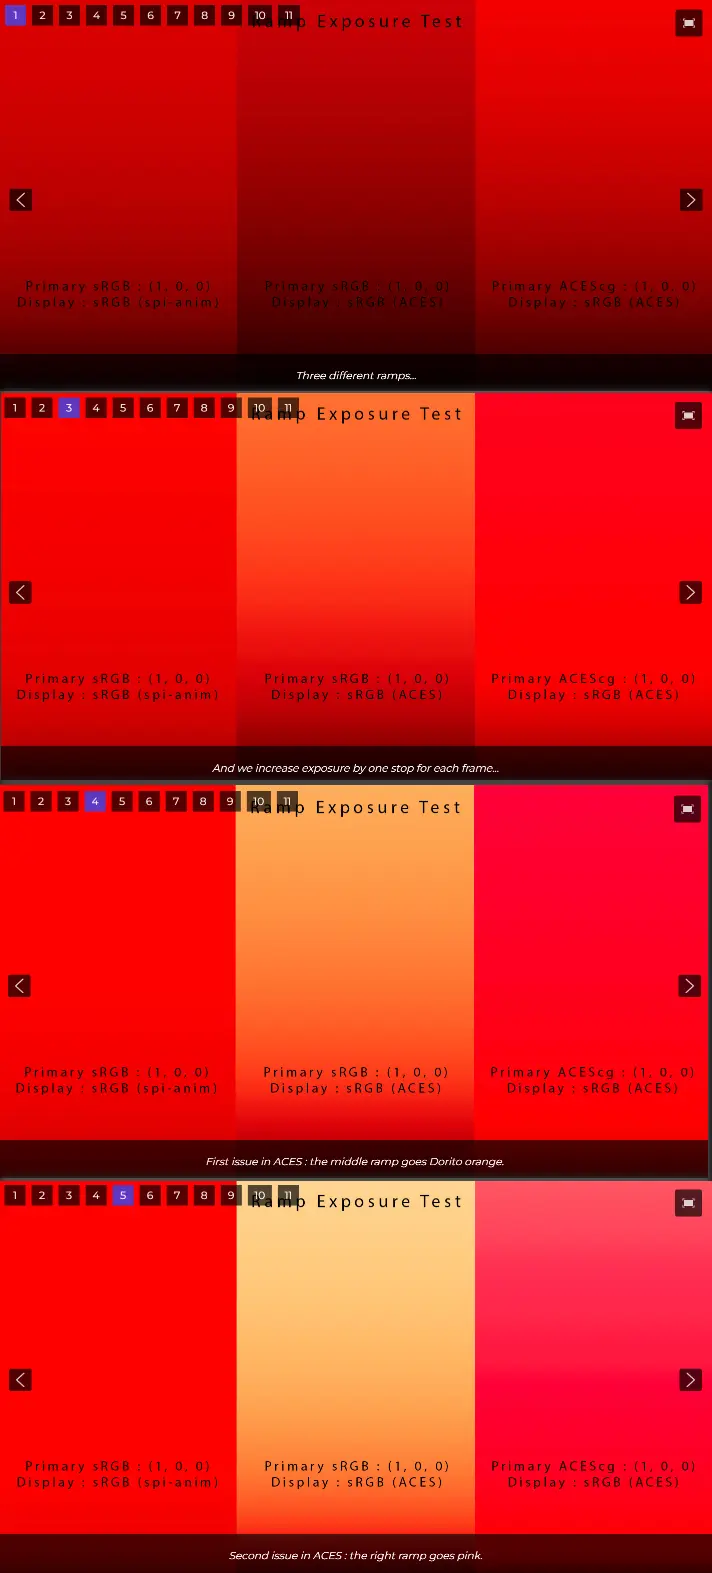 1 2 3 4 5 6 7 8 9 10 11
Ramp Exposure Test
Primary sRGB : (1, 0, 0)
Display : sRGB (spi-anim)
Primary sRGB : (1, 0, 0)
Display : sRGB (ACES)
Primary ACEScg : (1, 0, 0)
Display : sRGB (ACES)
Three different ramps...
1 2 3 4 5 6 7 8 9 10 11
Ramp Exposure Test
Primary sRGB : (1, 0, 0)
Display : sRGB (spi-anim)
Primary sRGB : (1, 0, 0)
Display : sRGB (ACES)
Primary ACEScg : (1, 0, 0)
Display : sRGB (ACES)
And we increase exposure by one stop for each frame...
1 2 3 4 5 6 7 8 9 10 11
Ramp Exposure Test
Primary sRGB : (1, 0, 0)
Display : sRGB (spi-anim)
Primary sRGB : (1, 0, 0)
Display : sRGB (ACES)
Primary ACEScg : (1, 0, 0)
Display : sRGB (ACES)
First issue in ACES : the middle ramp goes Dorito orange.
1 2 3 4 5 6 7 8 9 10 11
Ramp Exposure Test
Primary sRGB : (1, 0, 0)
Display : sRGB (spi-anim)
Primary sRGB : (1, 0, 0)
Display : sRGB (ACES)
Primary ACEScg : (1, 0, 0)
Display : sRGB (ACES)
Second issue in ACES : the right ramp goes pink.